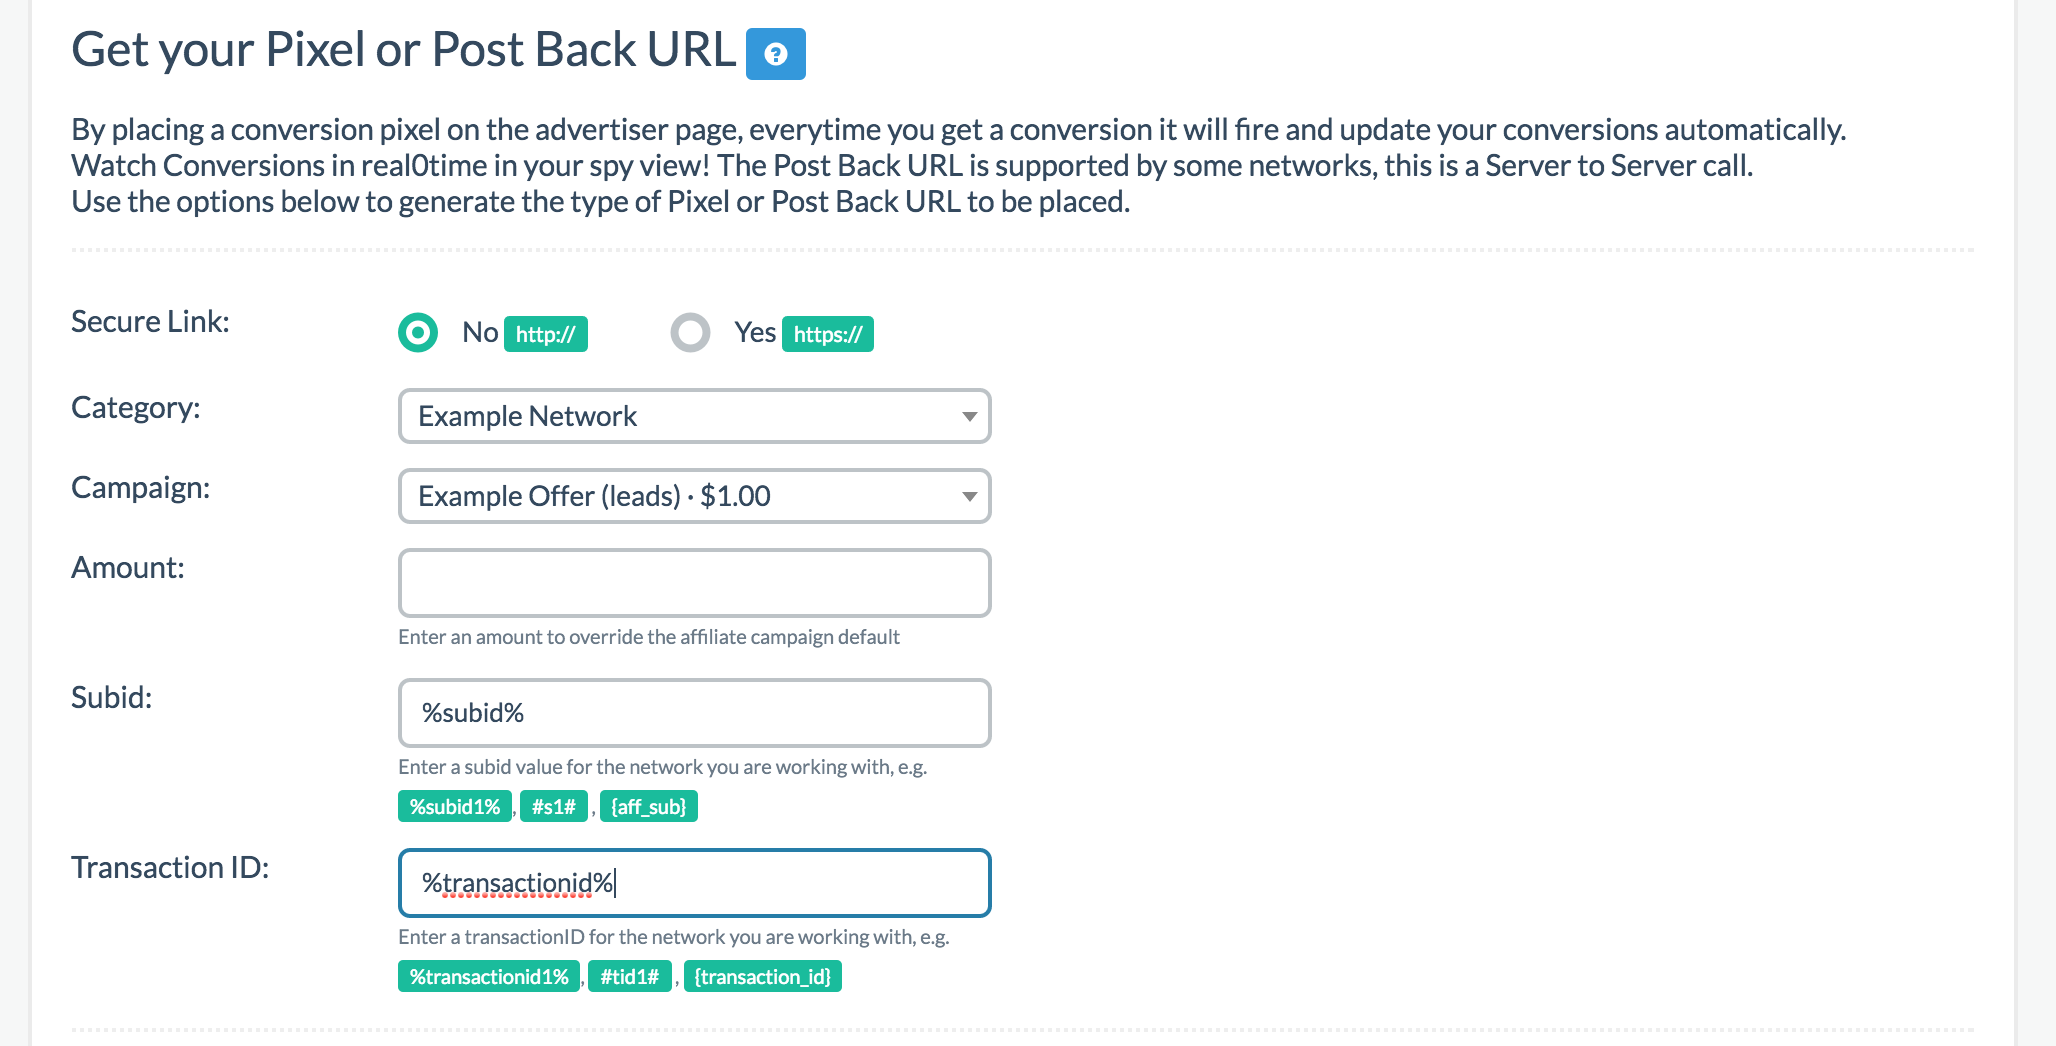 Get your Pixel or Post Back URL ?
By placing a conversion pixel on the advertiser page, everytime you get a conversion it will fire and update your conversions automatically.
Watch Conversions in real0time in your spy view! The Post Back URL is supported by some networks, this is a Server to Server call.
Use the options below to generate the type of Pixel or Post Back URL to be placed.
Secure Link: No http:// Yes https://
Category: Example Network
Campaign: Example Offer (leads) · $1.00
Amount:
Enter an amount to override the affiliate campaign default
Subid: %subid%
Enter a subid value for the network you are working with, e.g.
%subid1% , #s1# , {aff_sub}
Transaction ID: %transactionid%
Enter a transactionID for the network you are working with, e.g.
%transactionid1% , #tid1# , {transaction_id}